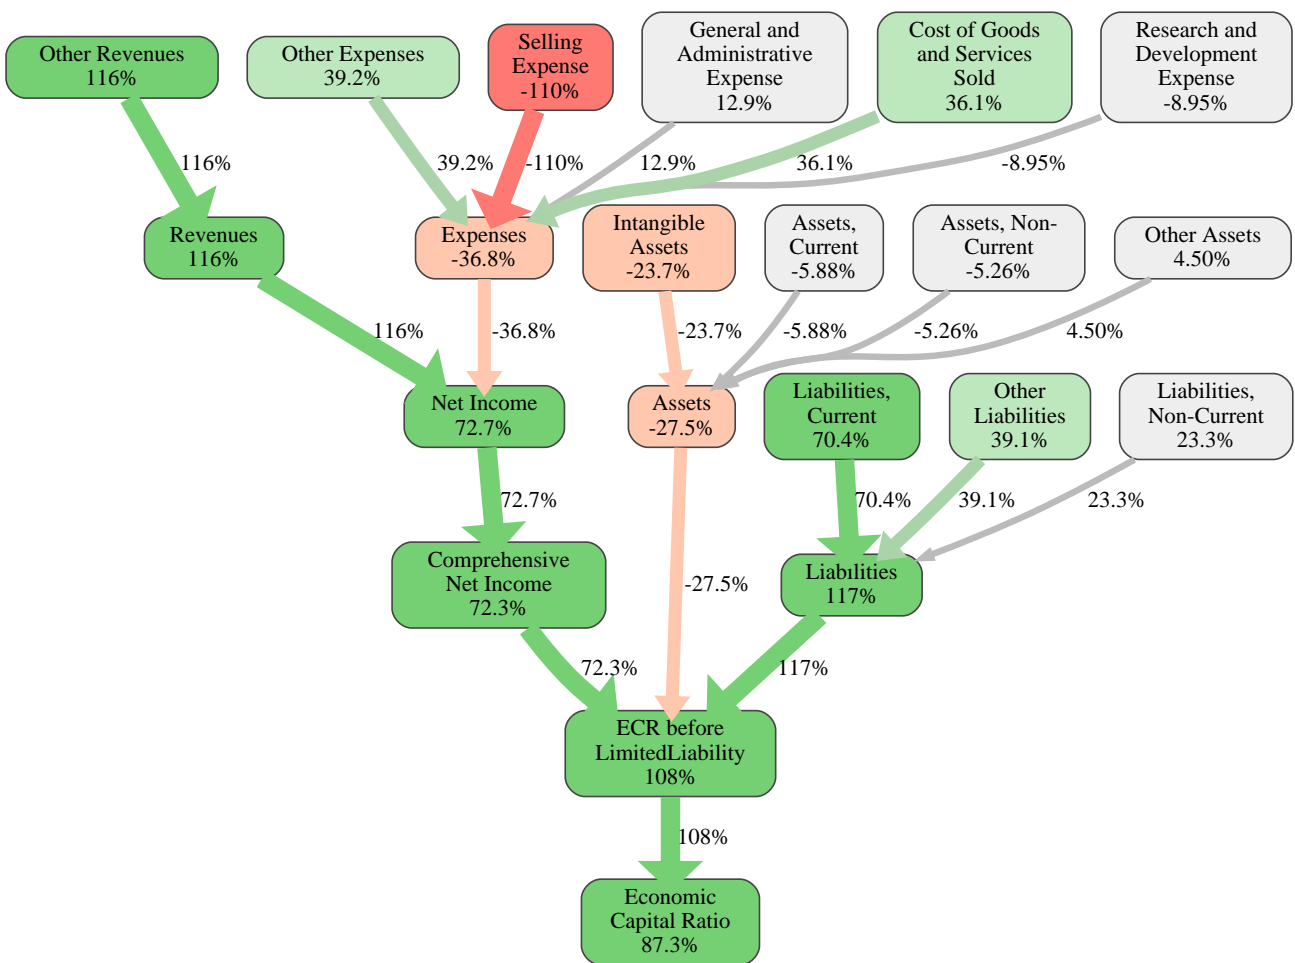 Other Revenues
116%
Other Expenses
39.2%
Selling
Expense
-110%
General and
Administrative
Expense
12.9%
Cost of Goods
and Services
Sold
36.1%
Research and
Development
Expense
-8.95%
116%
39.2%
-110%
12.9%
36.1%
-8.95%
Revenues
116%
Expenses
-36.8%
Intangible
Assets
-23.7%
Assets,
Current
-5.88%
Assets, Non-
Current
-5.26%
Other Assets
4.50%
116%
-36.8%
-23.7%
-5.88%
-5.26%
4.50%
Net Income
72.7%
Assets
-27.5%
Liabilities,
Current
70.4%
Other
Liabilities
39.1%
Liabilities,
Non-Current
23.3%
72.7%
70.4%
39.1%
23.3%
Comprehensive
Net Income
72.3%
-27.5%
Liabilities
117%
72.3%
117%
ECR before
LimitedLiability
108%
108%
Economic
Capital Ratio
87.3%